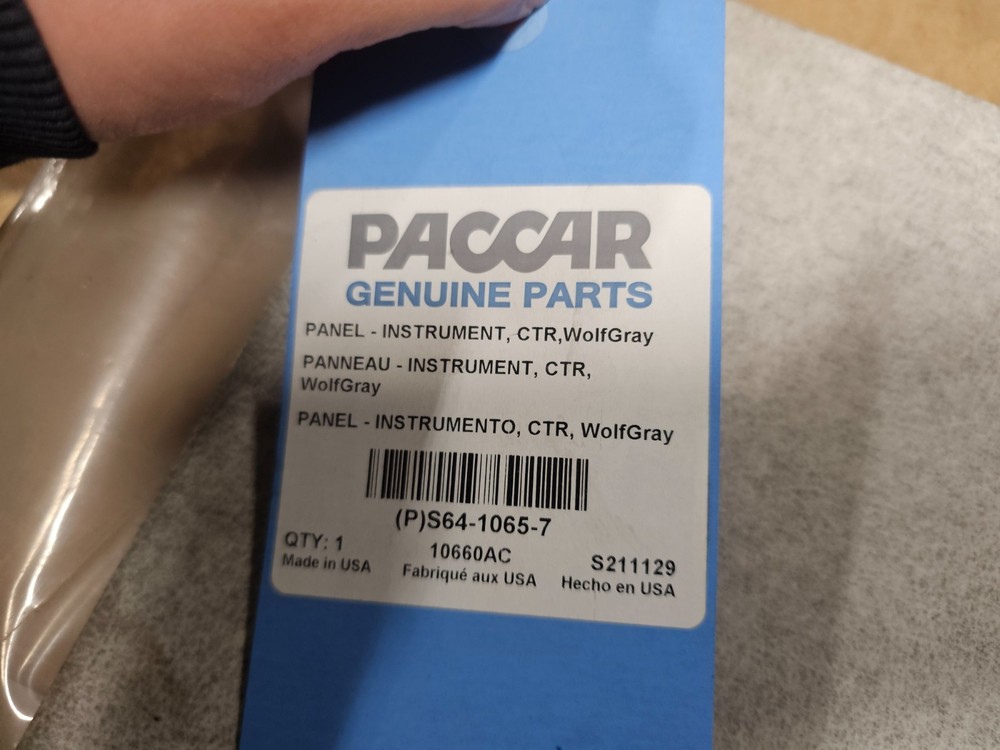 PACCAR
GENUINE PARTS
PANEL - INSTRUMENT, CTR,WolfGray
PANNEAU - INSTRUMENT, CTR,
WolfGray
PANEL - INSTRUMENTO, CTR, WolfGray
(P)S64-1065-7
QTY: 1 10660AC S211129
Made in USA Fabriqué aux USA Hecho en USA